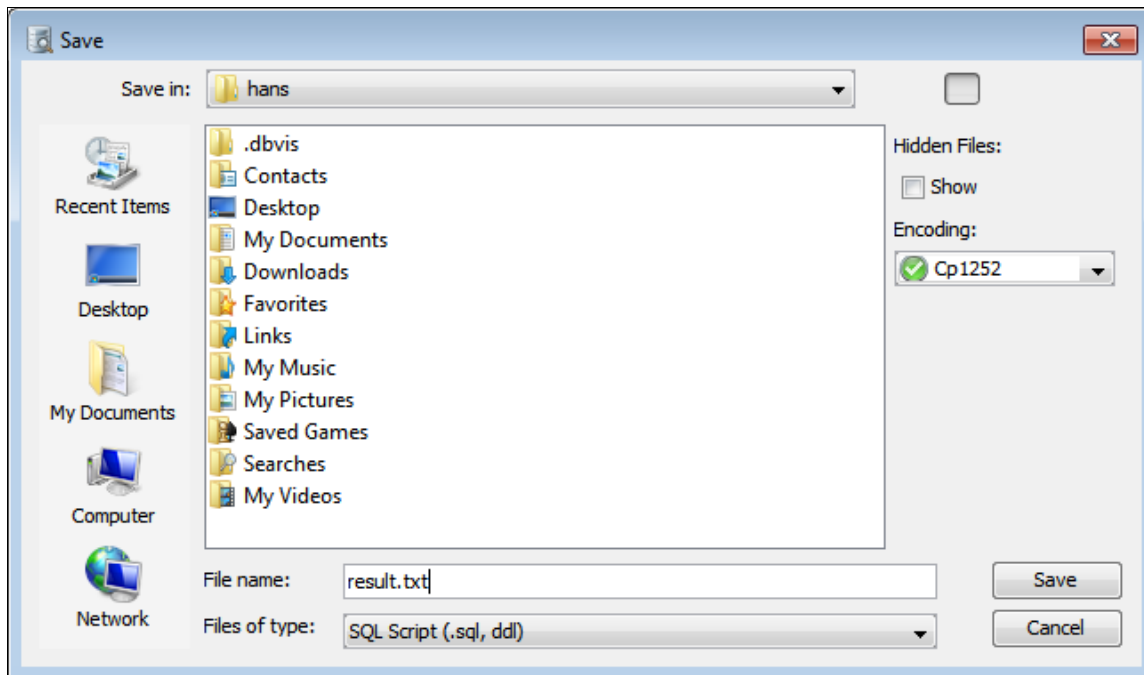 Save
Save in: hans
Recent Items
Desktop
My Documents
Computer
Network
.dbvis
Contacts
Desktop
My Documents
Downloads
Favorites
Links
My Music
My Pictures
Saved Games
Searches
My Videos
Hidden Files:
Show
Encoding:
Cp1252
File name: result.txt
Save
Files of type: SQL Script (.sql, ddl)
Cancel